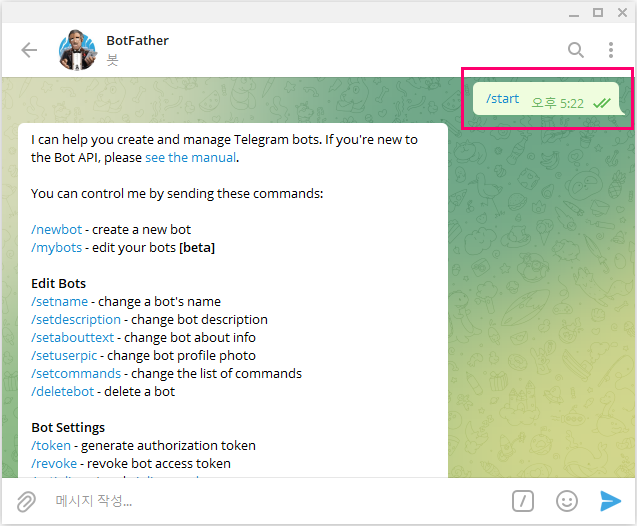 BotFather
봇
/start 오후 5:22
I can help you create and manage Telegram bots. If you're new to
the Bot API, please see the manual.
You can control me by sending these commands:
/newbot - create a new bot
/mybots - edit your bots [beta]
Edit Bots
/setname - change a bot's name
/setdescription - change bot description
/setabouttext - change bot about info
/setuserpic - change bot profile photo
/setcommands - change the list of commands
/deletebot - delete a bot
Bot Settings
/token - generate authorization token
/revoke - revoke bot access token
메시지 작성...